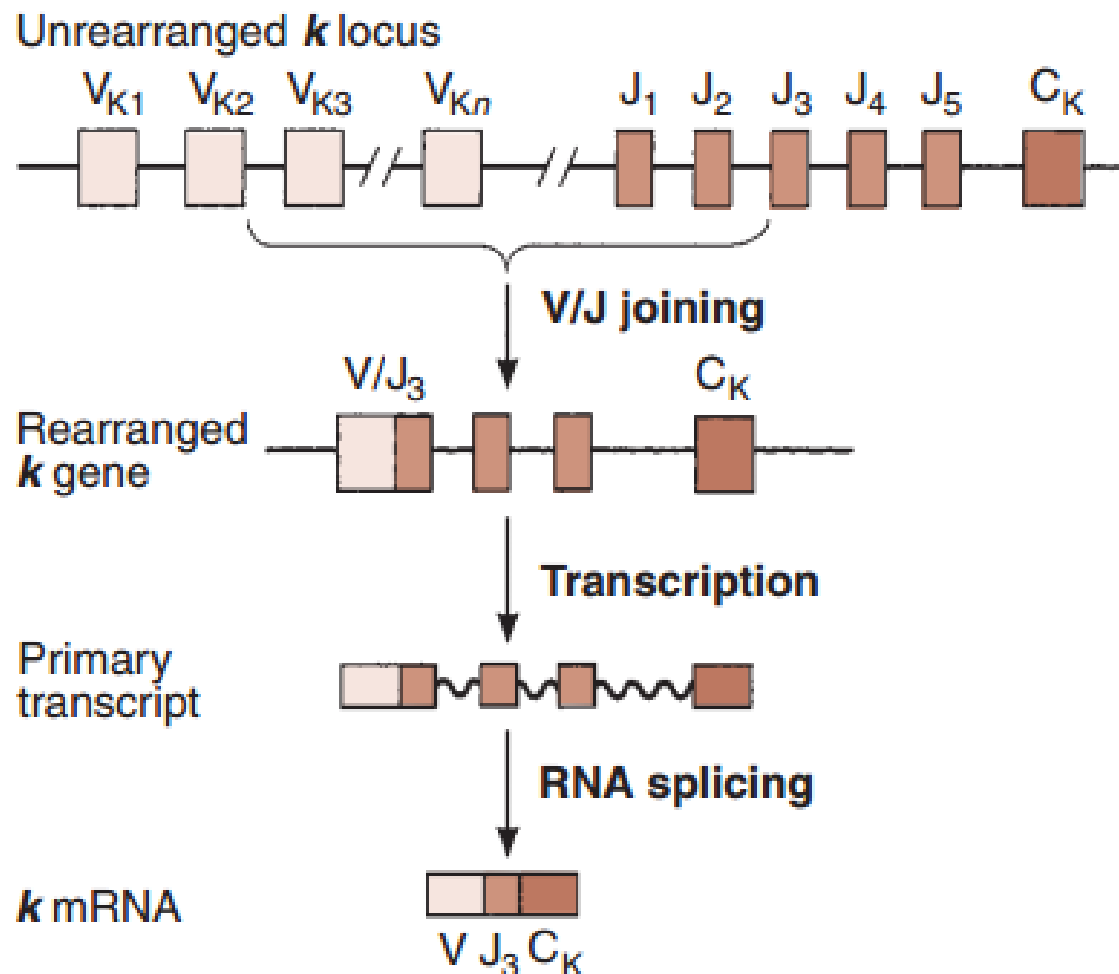 Unrearranged k locus
VK1 VK2 VK3 VKn J1 J2 J3 J4 J5 CK
V/J joining
V/J3 CK
Rearranged
k gene
Transcription
Primary
transcript
RNA splicing
k mRNA
V J3 CK